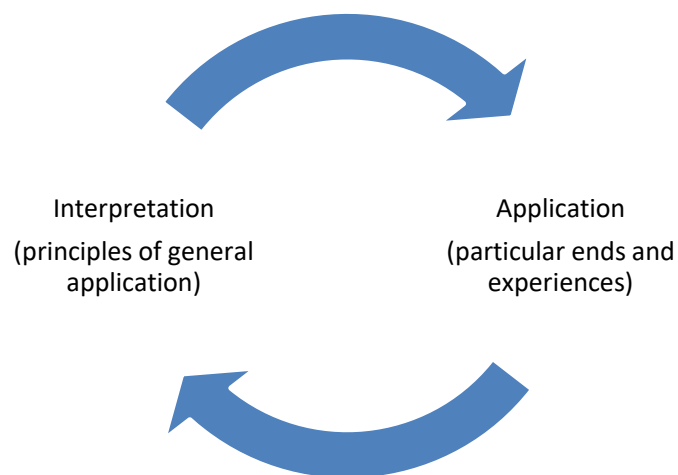 Interpretation
(principles of general
application)
Application
(particular ends and
experiences)